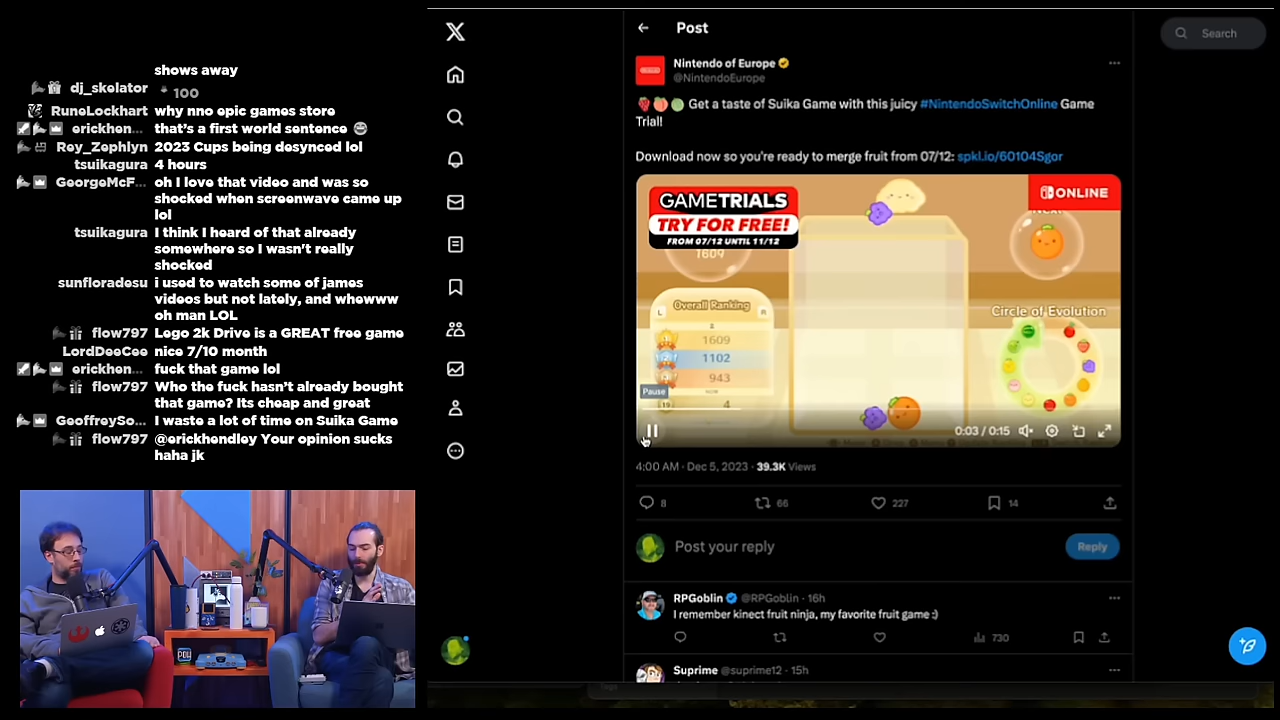 shows away
dj_skelator
100
RuneLockhart why nno epic games store
erickhen... that's a first world sentence
Rey_Zephlyn 2023 Cups being desynced lol
tsuikagura 4 hours
GeorgeMcF... oh I love that video and was so
shocked when screenwave came up
lol
tsuikagura I think I heard of that already
somewhere so I wasn't really
shocked
sunfloradesu i used to watch some of james
videos but not lately, and whewww
oh man LOL
flow797 Lego 2k Drive is a GREAT free game
LordDeeCee nice 7/10 month
erickhen... fuck that game lol
flow797 Who the fuck hasn't already bought
that game? Its cheap and great
GeoffreySo... I waste a lot of time on Suika Game
flow797 @erickhendley Your opinion sucks
haha jk
PDU
Post
Search
Nintendo of Europe
@NintendoEurope
Get a taste of Suika Game with this juicy #NintendoSwitchOnline Game
Trial!
Download now so you're ready to merge fruit from 07/12: spkl.io/60104Sgor
GAMETRIALS
TRY FOR FREE!
FROM 07/12 UNTIL 11/12
ONLINE
Next
1609
Overall Ranking
L
R
2
1609
1102
943
4
Circle of Evolution
Pause
0:03 / 0:15
4:00 AM · Dec 5, 2023 · 39.3K Views
8
66
227
14
Post your reply
Reply
RPGoblin @RPGoblin · 16h
I remember kinect fruit ninja, my favorite fruit game :)
730
Suprime @suprime12 · 15h
Tags